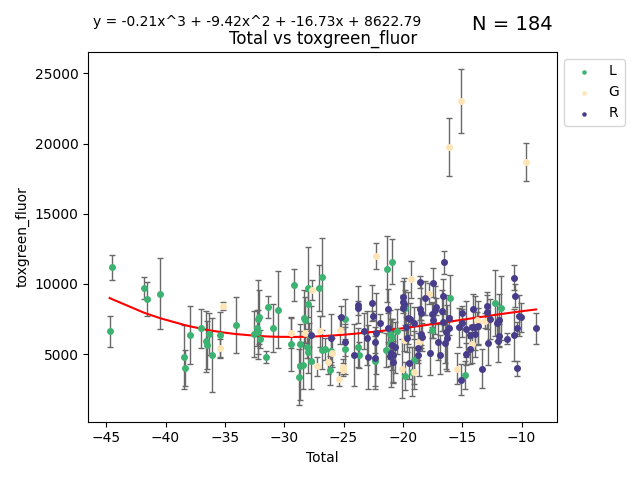 y = -0.21x^3 + -9.42x^2 + -16.73x + 8622.79
N = 184
Total vs toxgreen_fluor
25000
20000
15000
10000
5000
toxgreen_fluor
−45
−40
−35
−30
−25
−20
−15
−10
Total
L
G
R